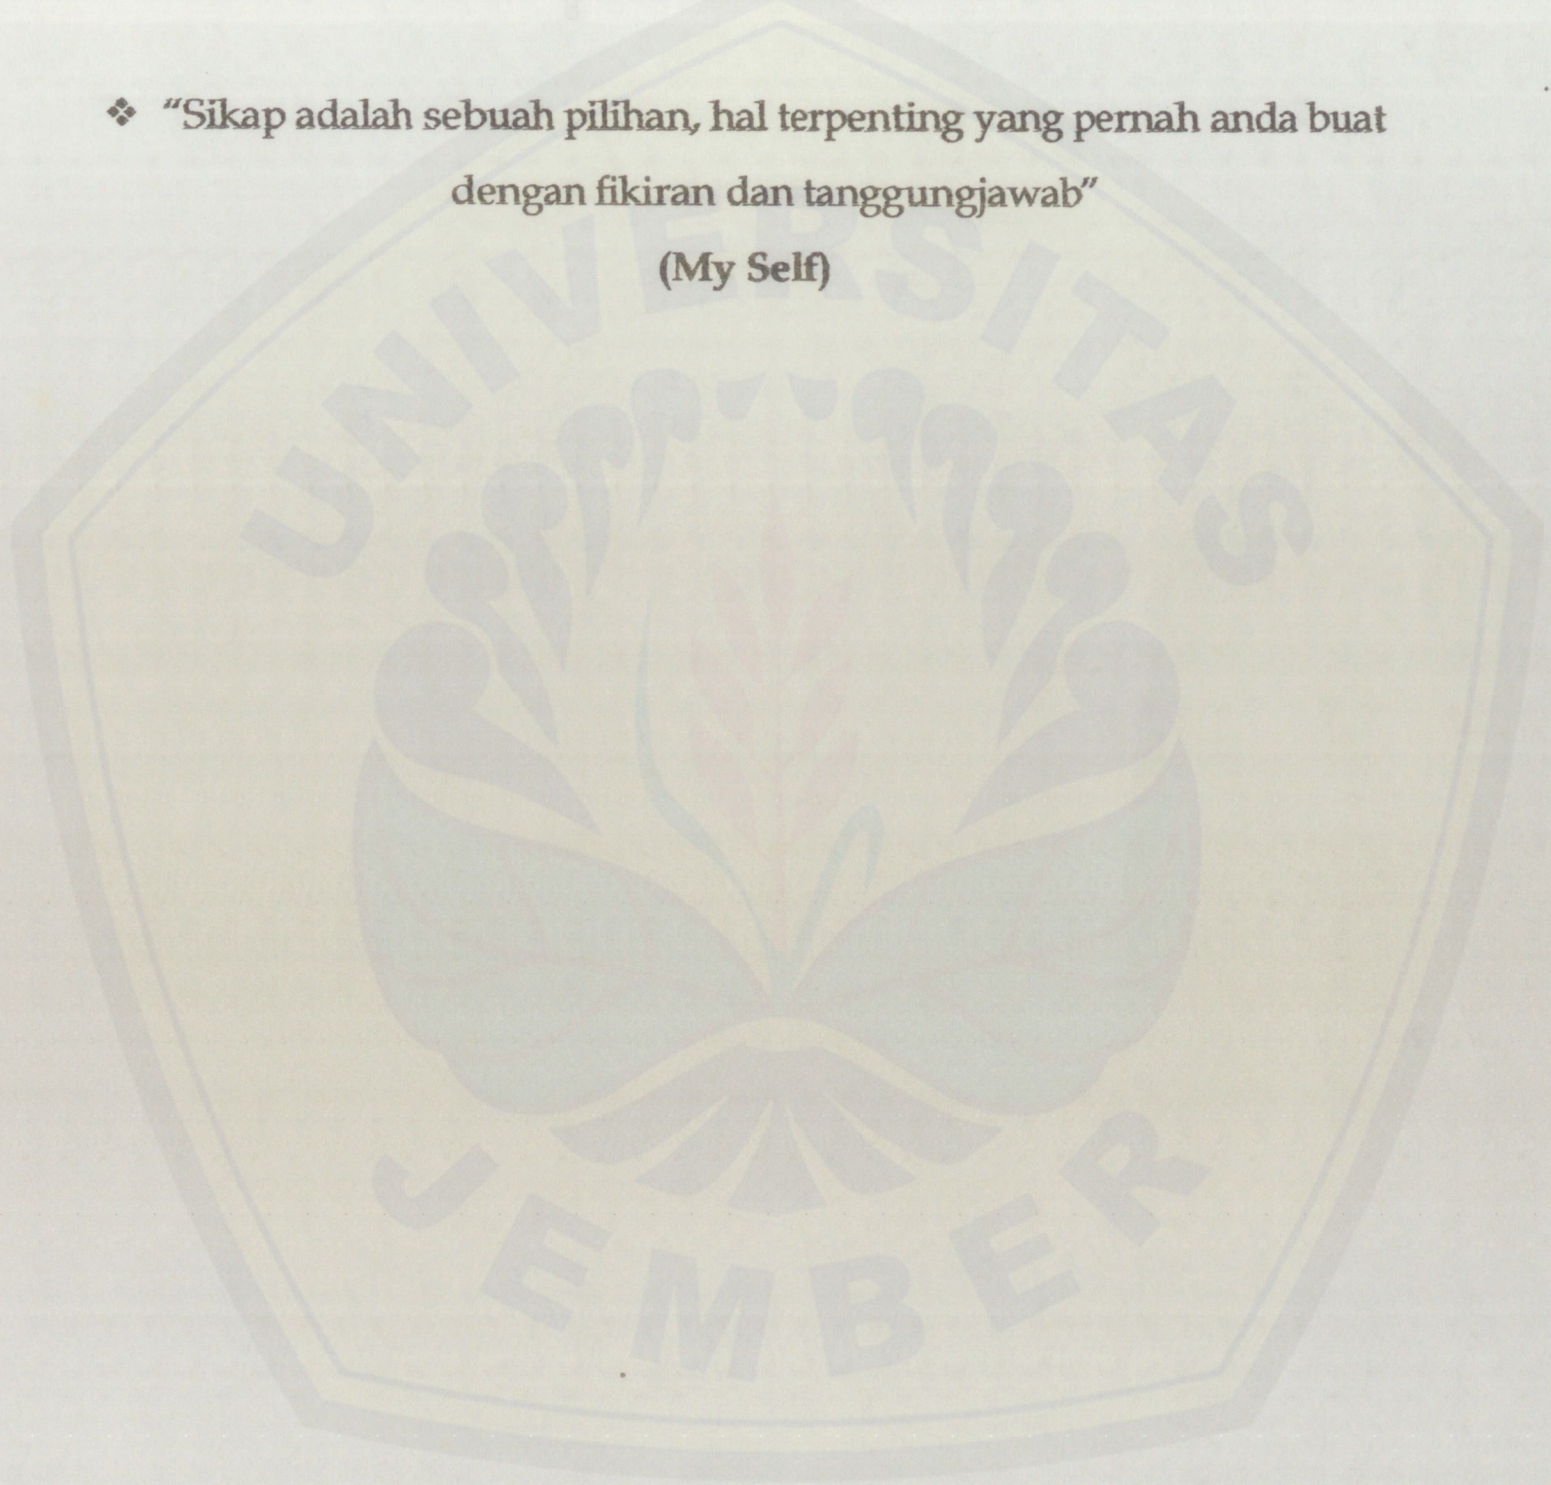 ❖ "Sikap adalah sebuah pilihan, hal terpenting yang pernah anda buat
dengan fikiran dan tanggungjawab"
(My Self)
UNIVERSITAS
JEMBER